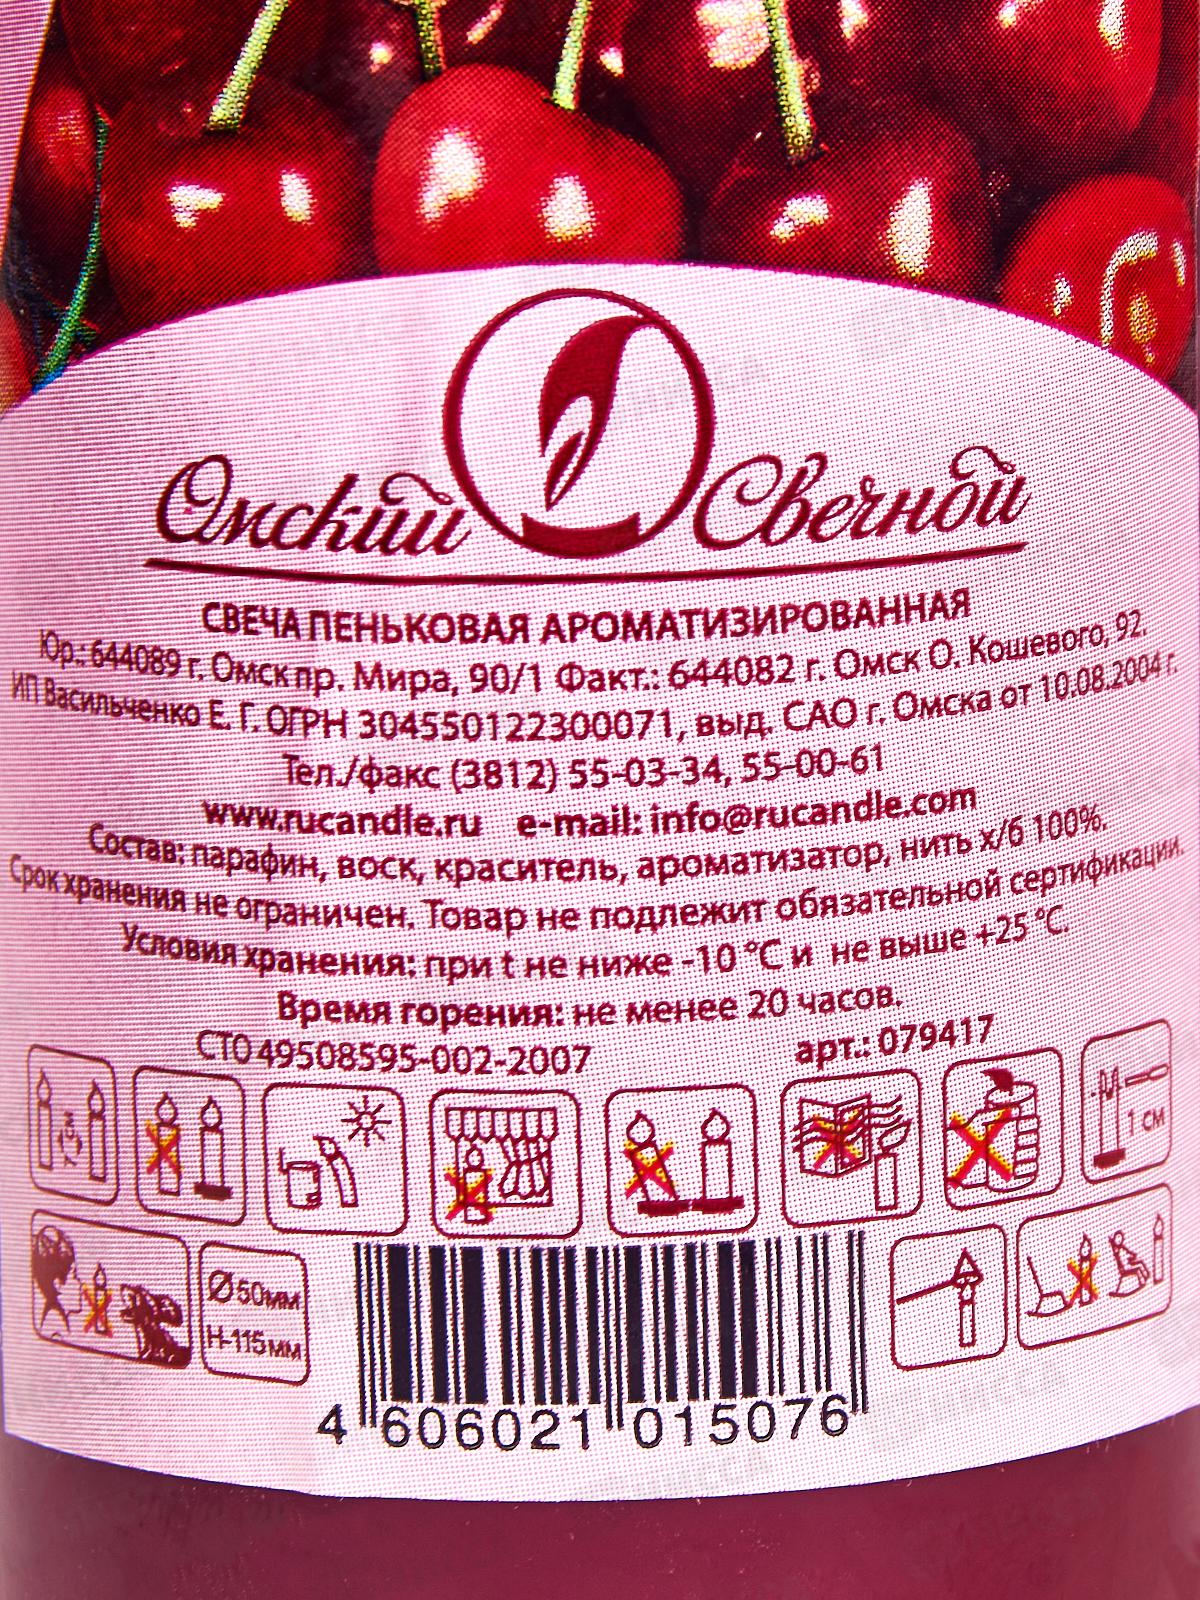 Омский Свечной
СВЕЧА ПЕНЬКОВАЯ АРОМАТИЗИРОВАННАЯ
Юр.: 644089 г. Омск пр. Мира, 90/1 Факт.: 644082 г. Омск О. Кошевого, 92,
ИП Васильченко Е. Г. ОГРН 304550122300071, выд. САО г. Омска от 10.08.2004 г.
Тел./факс (3812) 55-03-34, 55-00-61
www.rucandle.ru e-mail: info@rucandle.com
Состав: парафин, воск, краситель, ароматизатор, нить х/б 100%.
Срок хранения не ограничен. Товар не подлежит обязательной сертификации.
Условия хранения: при t не ниже -10 °C и не выше +25 °C.
Время горения: не менее 20 часов.
СТО 49508595-002-2007 арт.: 079417
1 см
Ø 50мм
H-115мм
4 606021 015076